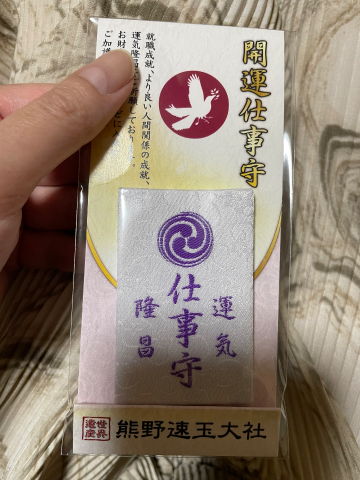 開運仕事守
就職成就、より良い人間関係の成就、
運気隆昌
お財
ご加
仕事守
運気
隆昌
世界遺産
熊野速玉大社